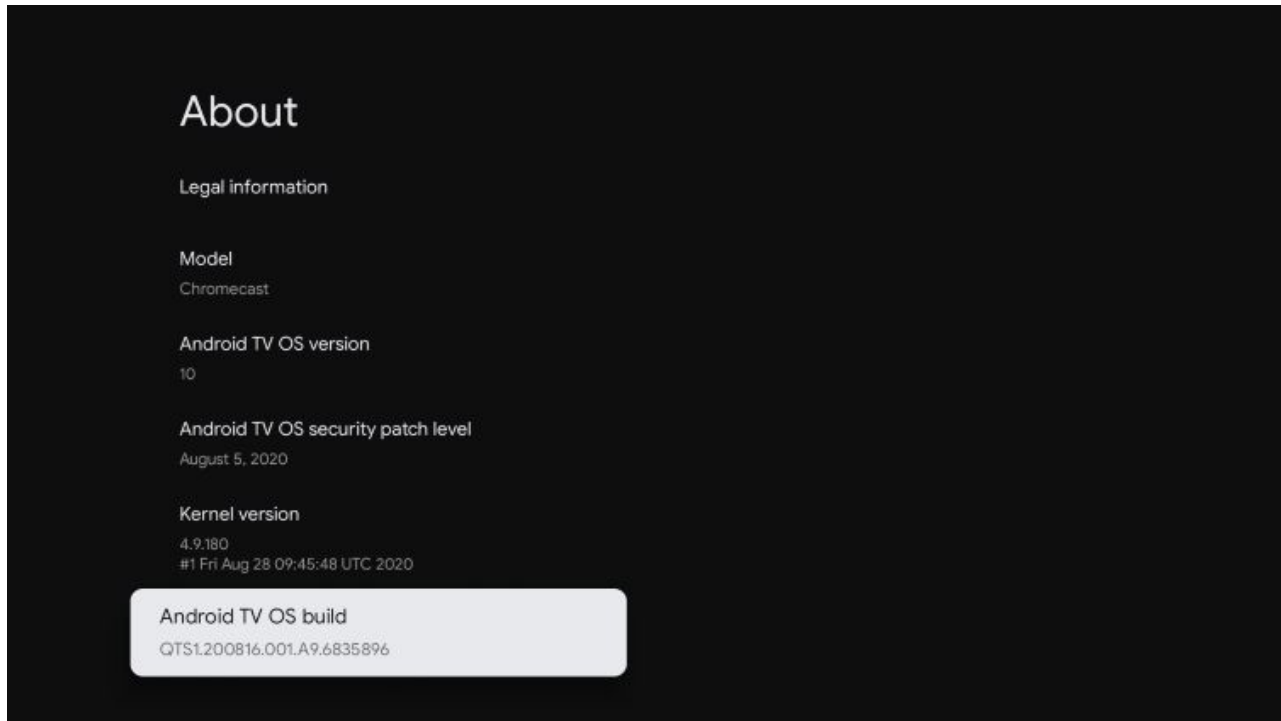 About
Legal information
Model
Chromecast
Android TV OS version
10
Android TV OS security patch level
August 5, 2020
Kernel version
4.9.180
#1 Fri Aug 28 09:45:48 UTC 2020
Android TV OS build
QTS1.200816.001.A9.6835896